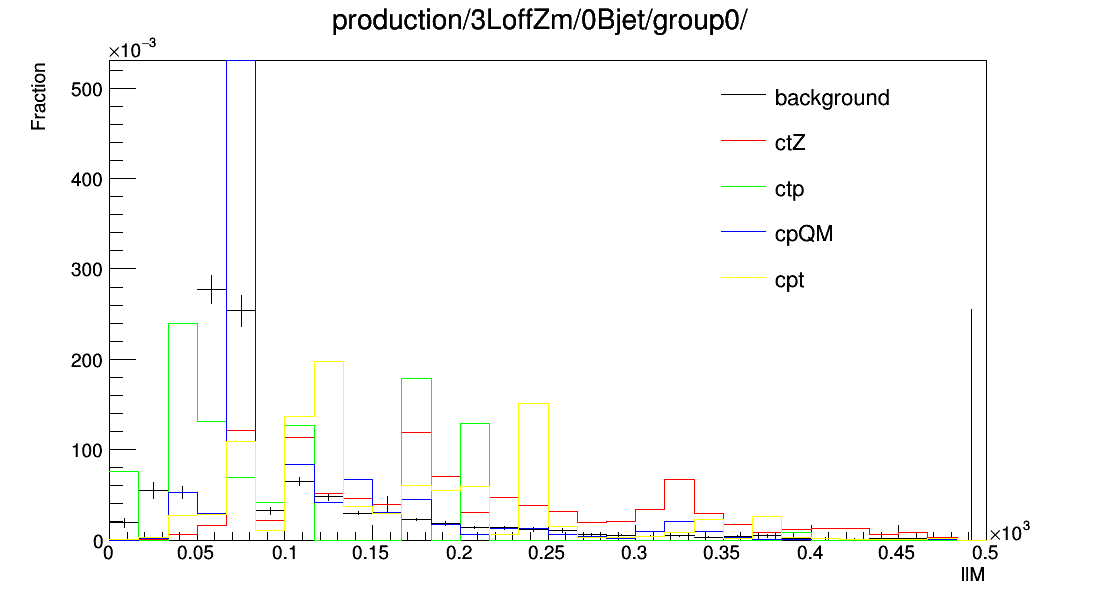 production/3LoffZm/0Bjet/group0/
×10⁻³
Fraction
500
400
300
200
100
0
background
ctZ
ctp
cpQM
cpt
0 0.05 0.1 0.15 0.2 0.25 0.3 0.35 0.4 0.45 0.5
×10³
llM